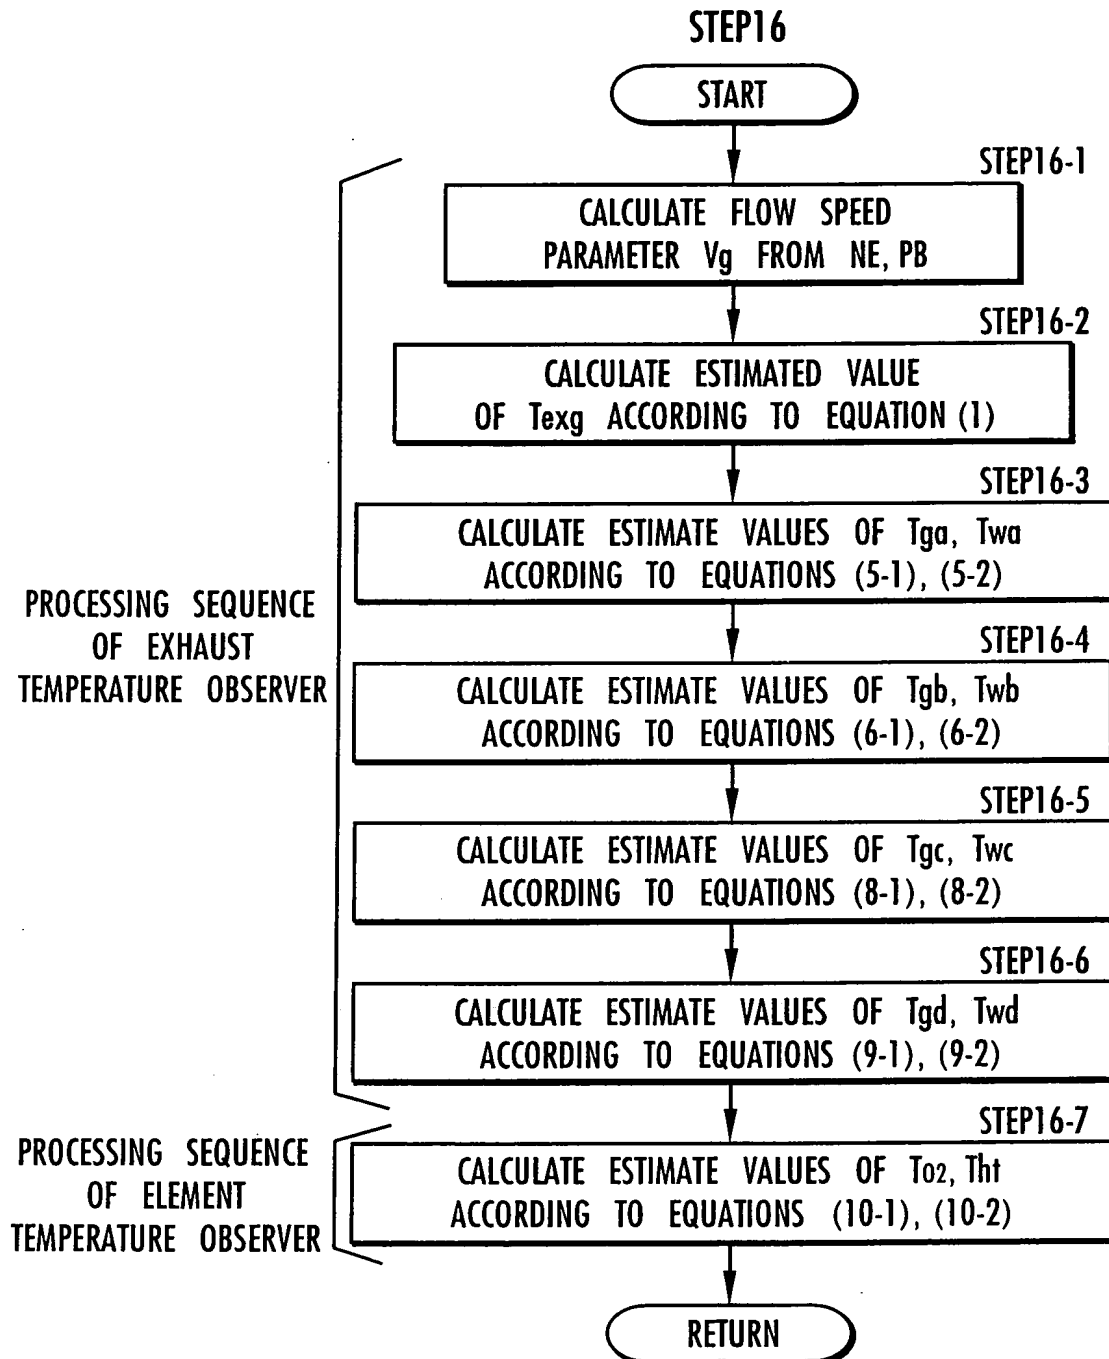 STEP16
START
STEP16-1
CALCULATE FLOW SPEED
PARAMETER Vg FROM NE, PB
STEP16-2
CALCULATE ESTIMATED VALUE
OF Texg ACCORDING TO EQUATION (1)
STEP16-3
CALCULATE ESTIMATE VALUES OF Tga, Twa
ACCORDING TO EQUATIONS (5-1), (5-2)
STEP16-4
CALCULATE ESTIMATE VALUES OF Tgb, Twb
ACCORDING TO EQUATIONS (6-1), (6-2)
STEP16-5
CALCULATE ESTIMATE VALUES OF Tgc, Twc
ACCORDING TO EQUATIONS (8-1), (8-2)
STEP16-6
CALCULATE ESTIMATE VALUES OF Tgd, Twd
ACCORDING TO EQUATIONS (9-1), (9-2)
PROCESSING SEQUENCE
OF EXHAUST
TEMPERATURE OBSERVER
STEP16-7
CALCULATE ESTIMATE VALUES OF TO2, Tht
ACCORDING TO EQUATIONS (10-1), (10-2)
PROCESSING SEQUENCE
OF ELEMENT
TEMPERATURE OBSERVER
RETURN